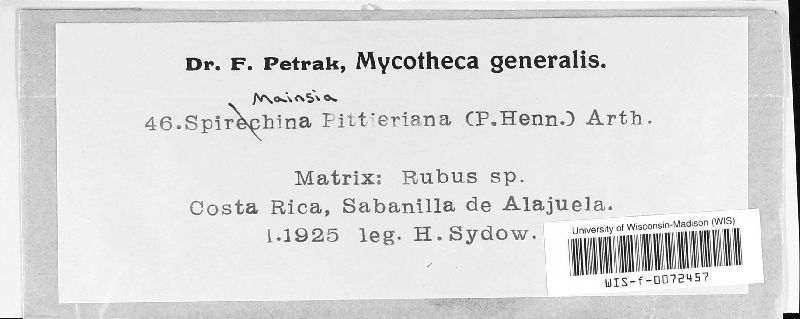 Dr. F. Petrak, Mycotheca generalis.
Mainsia
46.Spirechina Pittieriana (P.Henn.) Arth.
Matrix: Rubus sp.
Costa Rica, Sabanilla de Alajuela.
1.1925 leg. H.Sydow.
University of Wisconsin-Madison (WIS)
WIS-f-0072457